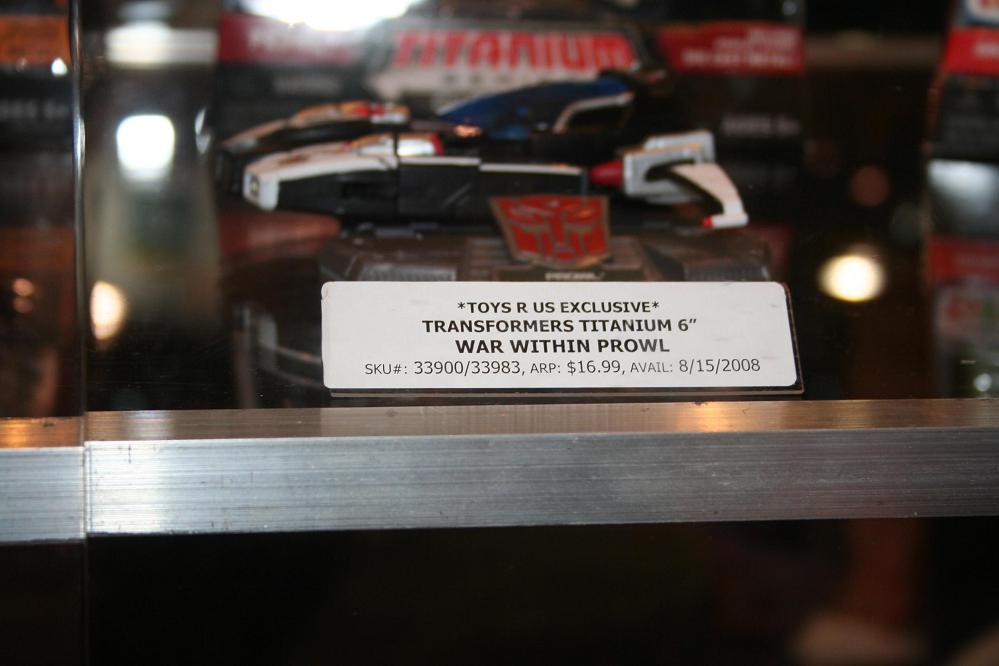 TITANIUM
PROWL
*TOYS R US EXCLUSIVE*
TRANSFORMERS TITANIUM 6”
WAR WITHIN PROWL
SKU#: 33900/33983, ARP: $16.99, AVAIL: 8/15/2008